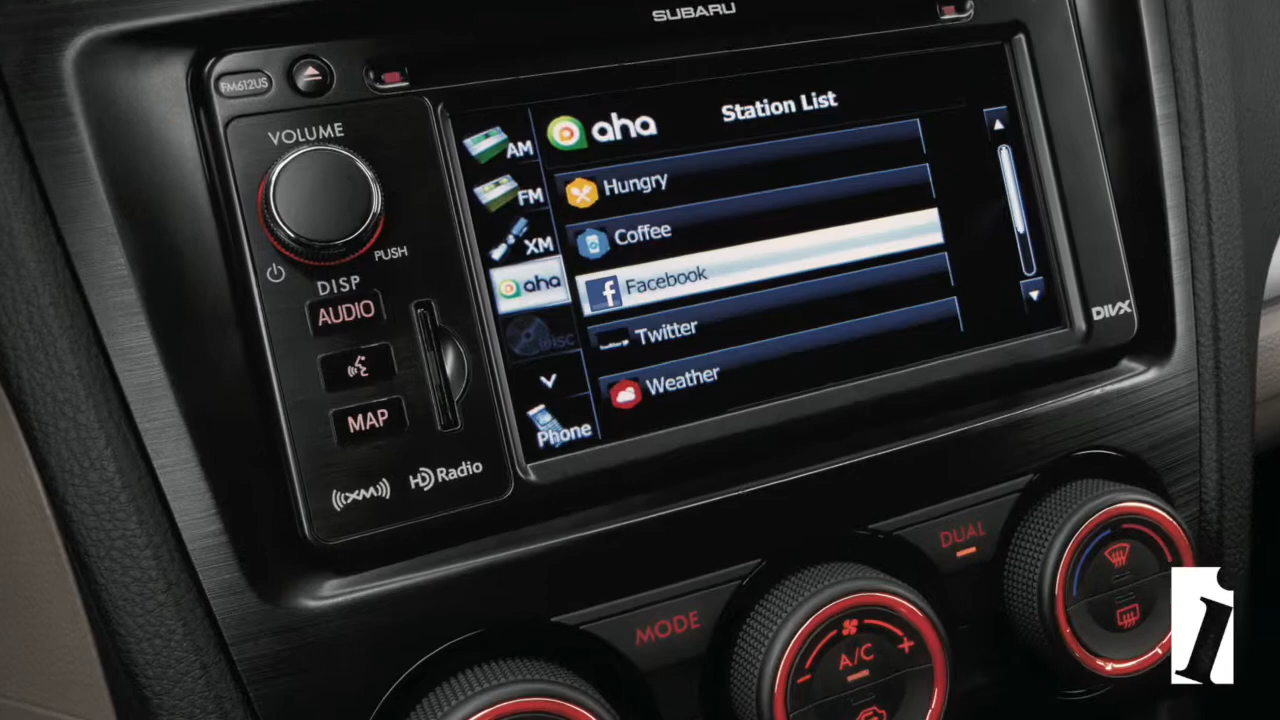 SUBARU
FM612US
VOLUME
PUSH
DISP
AUDIO
MAP
((XM))
HD Radio
AM
FM
XM
aha
Disc
Phone
aha
Station List
Hungry
Coffee
Facebook
Twitter
Weather
DIVX
MODE
A/C
DUAL
i